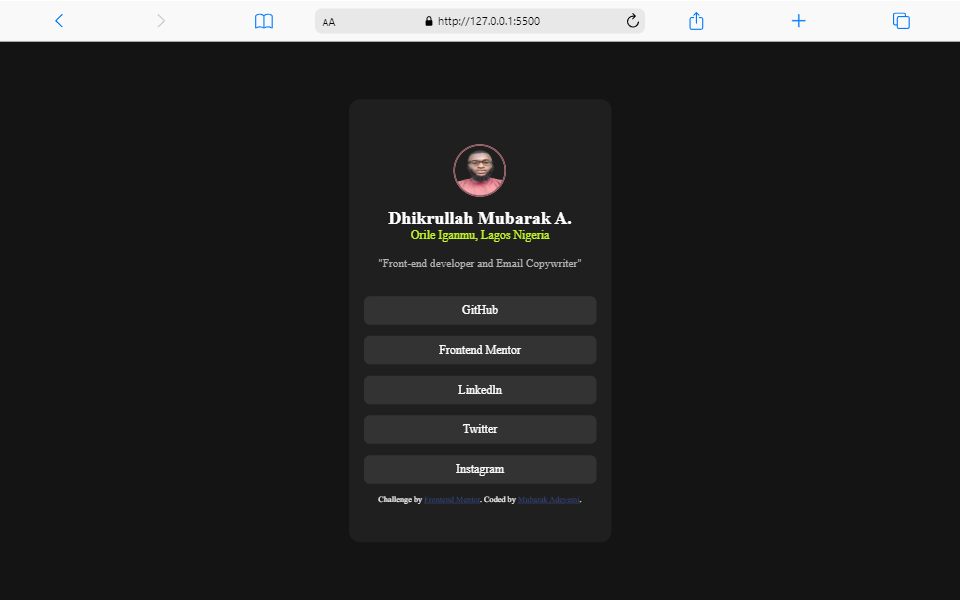 AA
http://127.0.0.1:5500
Dhikrullah Mubarak A.
Orile Iganmu, Lagos Nigeria
"Front-end developer and Email Copywriter"
GitHub
Frontend Mentor
LinkedIn
Twitter
Instagram
Challenge by Frontend Mentor. Coded by Mubarak Adeyemi.